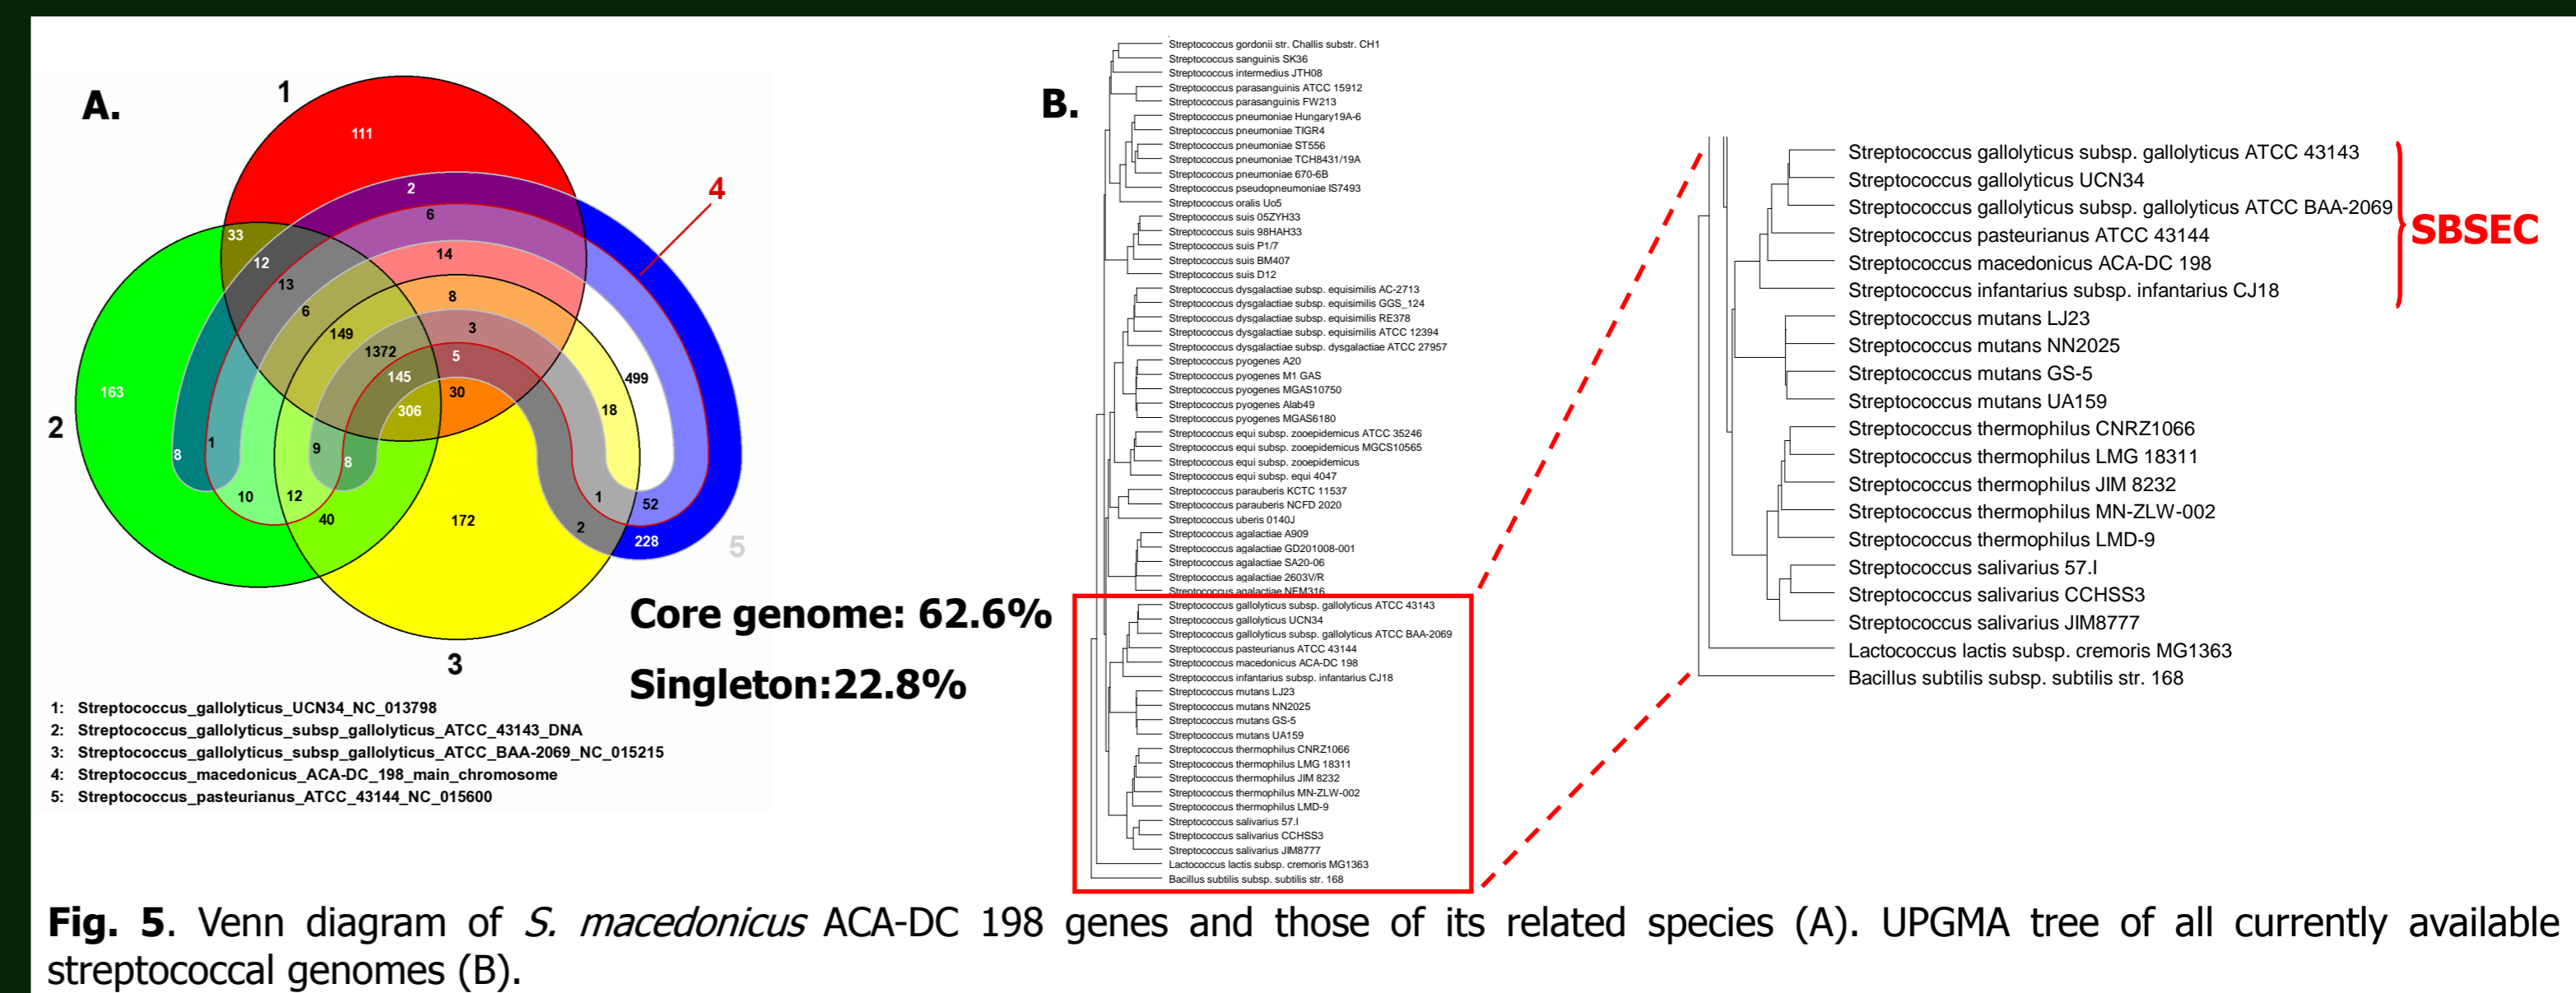 A.
1
111
2
6
4
33
12
14
13
6
8
149
3
1372
5
145
499
163
30
306
18
2
1
9
8
8
10
12
1
52
40
172
2
228
5
3
Core genome: 62.6%
Singleton:22.8%
1: Streptococcus_gallolyticus_UCN34_NC_013798
2: Streptococcus_gallolyticus_subsp_gallolyticus_ATCC_43143_DNA
3: Streptococcus_gallolyticus_subsp_gallolyticus_ATCC_BAA-2069_NC_015215
4: Streptococcus_macedonicus_ACA-DC_198_main_chromosome
5: Streptococcus_pasteurianus_ATCC_43144_NC_015600
B.
Streptococcus gordonii str. Challis substr. CH1
Streptococcus sanguinis SK36
Streptococcus intermedius JTH08
Streptococcus parasanguinis ATCC 15912
Streptococcus parasanguinis FW213
Streptococcus pneumoniae Hungary19A-6
Streptococcus pneumoniae TIGR4
Streptococcus pneumoniae ST556
Streptococcus pneumoniae TCH8431/19A
Streptococcus pneumoniae 670-6B
Streptococcus pseudopneumoniae IS7493
Streptococcus oralis Uo5
Streptococcus suis 05ZYH33
Streptococcus suis 98HAH33
Streptococcus suis P1/7
Streptococcus suis BM407
Streptococcus suis D12
Streptococcus dysgalactiae subsp. equisimilis AC-2713
Streptococcus dysgalactiae subsp. equisimilis GGS_124
Streptococcus dysgalactiae subsp. equisimilis RE378
Streptococcus dysgalactiae subsp. equisimilis ATCC 12394
Streptococcus dysgalactiae subsp. dysgalactiae ATCC 27957
Streptococcus pyogenes A20
Streptococcus pyogenes M1 GAS
Streptococcus pyogenes MGAS10750
Streptococcus pyogenes Alab49
Streptococcus pyogenes MGAS6180
Streptococcus equi subsp. zooepidemicus ATCC 35246
Streptococcus equi subsp. zooepidemicus MGCS10565
Streptococcus equi subsp. zooepidemicus
Streptococcus equi subsp. equi 4047
Streptococcus parauberis KCTC 11537
Streptococcus parauberis NCFD 2020
Streptococcus uberis 0140J
Streptococcus agalactiae A909
Streptococcus agalactiae GD201008-001
Streptococcus agalactiae SA20-06
Streptococcus agalactiae 2603V/R
Streptococcus agalactiae NEM316
Streptococcus gallolyticus subsp. gallolyticus ATCC 43143
Streptococcus gallolyticus UCN34
Streptococcus gallolyticus subsp. gallolyticus ATCC BAA-2069
Streptococcus pasteurianus ATCC 43144
Streptococcus macedonicus ACA-DC 198
Streptococcus infantarius subsp. infantarius CJ18
Streptococcus mutans LJ23
Streptococcus mutans NN2025
Streptococcus mutans GS-5
Streptococcus mutans UA159
Streptococcus thermophilus CNRZ1066
Streptococcus thermophilus LMG 18311
Streptococcus thermophilus JIM 8232
Streptococcus thermophilus MN-ZLW-002
Streptococcus thermophilus LMD-9
Streptococcus salivarius 57.I
Streptococcus salivarius CCHSS3
Streptococcus salivarius JIM8777
Lactococcus lactis subsp. cremoris MG1363
Bacillus subtilis subsp. subtilis str. 168
Streptococcus gallolyticus subsp. gallolyticus ATCC 43143
Streptococcus gallolyticus UCN34
Streptococcus gallolyticus subsp. gallolyticus ATCC BAA-2069
Streptococcus pasteurianus ATCC 43144
Streptococcus macedonicus ACA-DC 198
Streptococcus infantarius subsp. infantarius CJ18
SBSEC
Streptococcus mutans LJ23
Streptococcus mutans NN2025
Streptococcus mutans GS-5
Streptococcus mutans UA159
Streptococcus thermophilus CNRZ1066
Streptococcus thermophilus LMG 18311
Streptococcus thermophilus JIM 8232
Streptococcus thermophilus MN-ZLW-002
Streptococcus thermophilus LMD-9
Streptococcus salivarius 57.I
Streptococcus salivarius CCHSS3
Streptococcus salivarius JIM8777
Lactococcus lactis subsp. cremoris MG1363
Bacillus subtilis subsp. subtilis str. 168
Fig. 5. Venn diagram of S. macedonicus ACA-DC 198 genes and those of its related species (A). UPGMA tree of all currently available
streptococcal genomes (B).